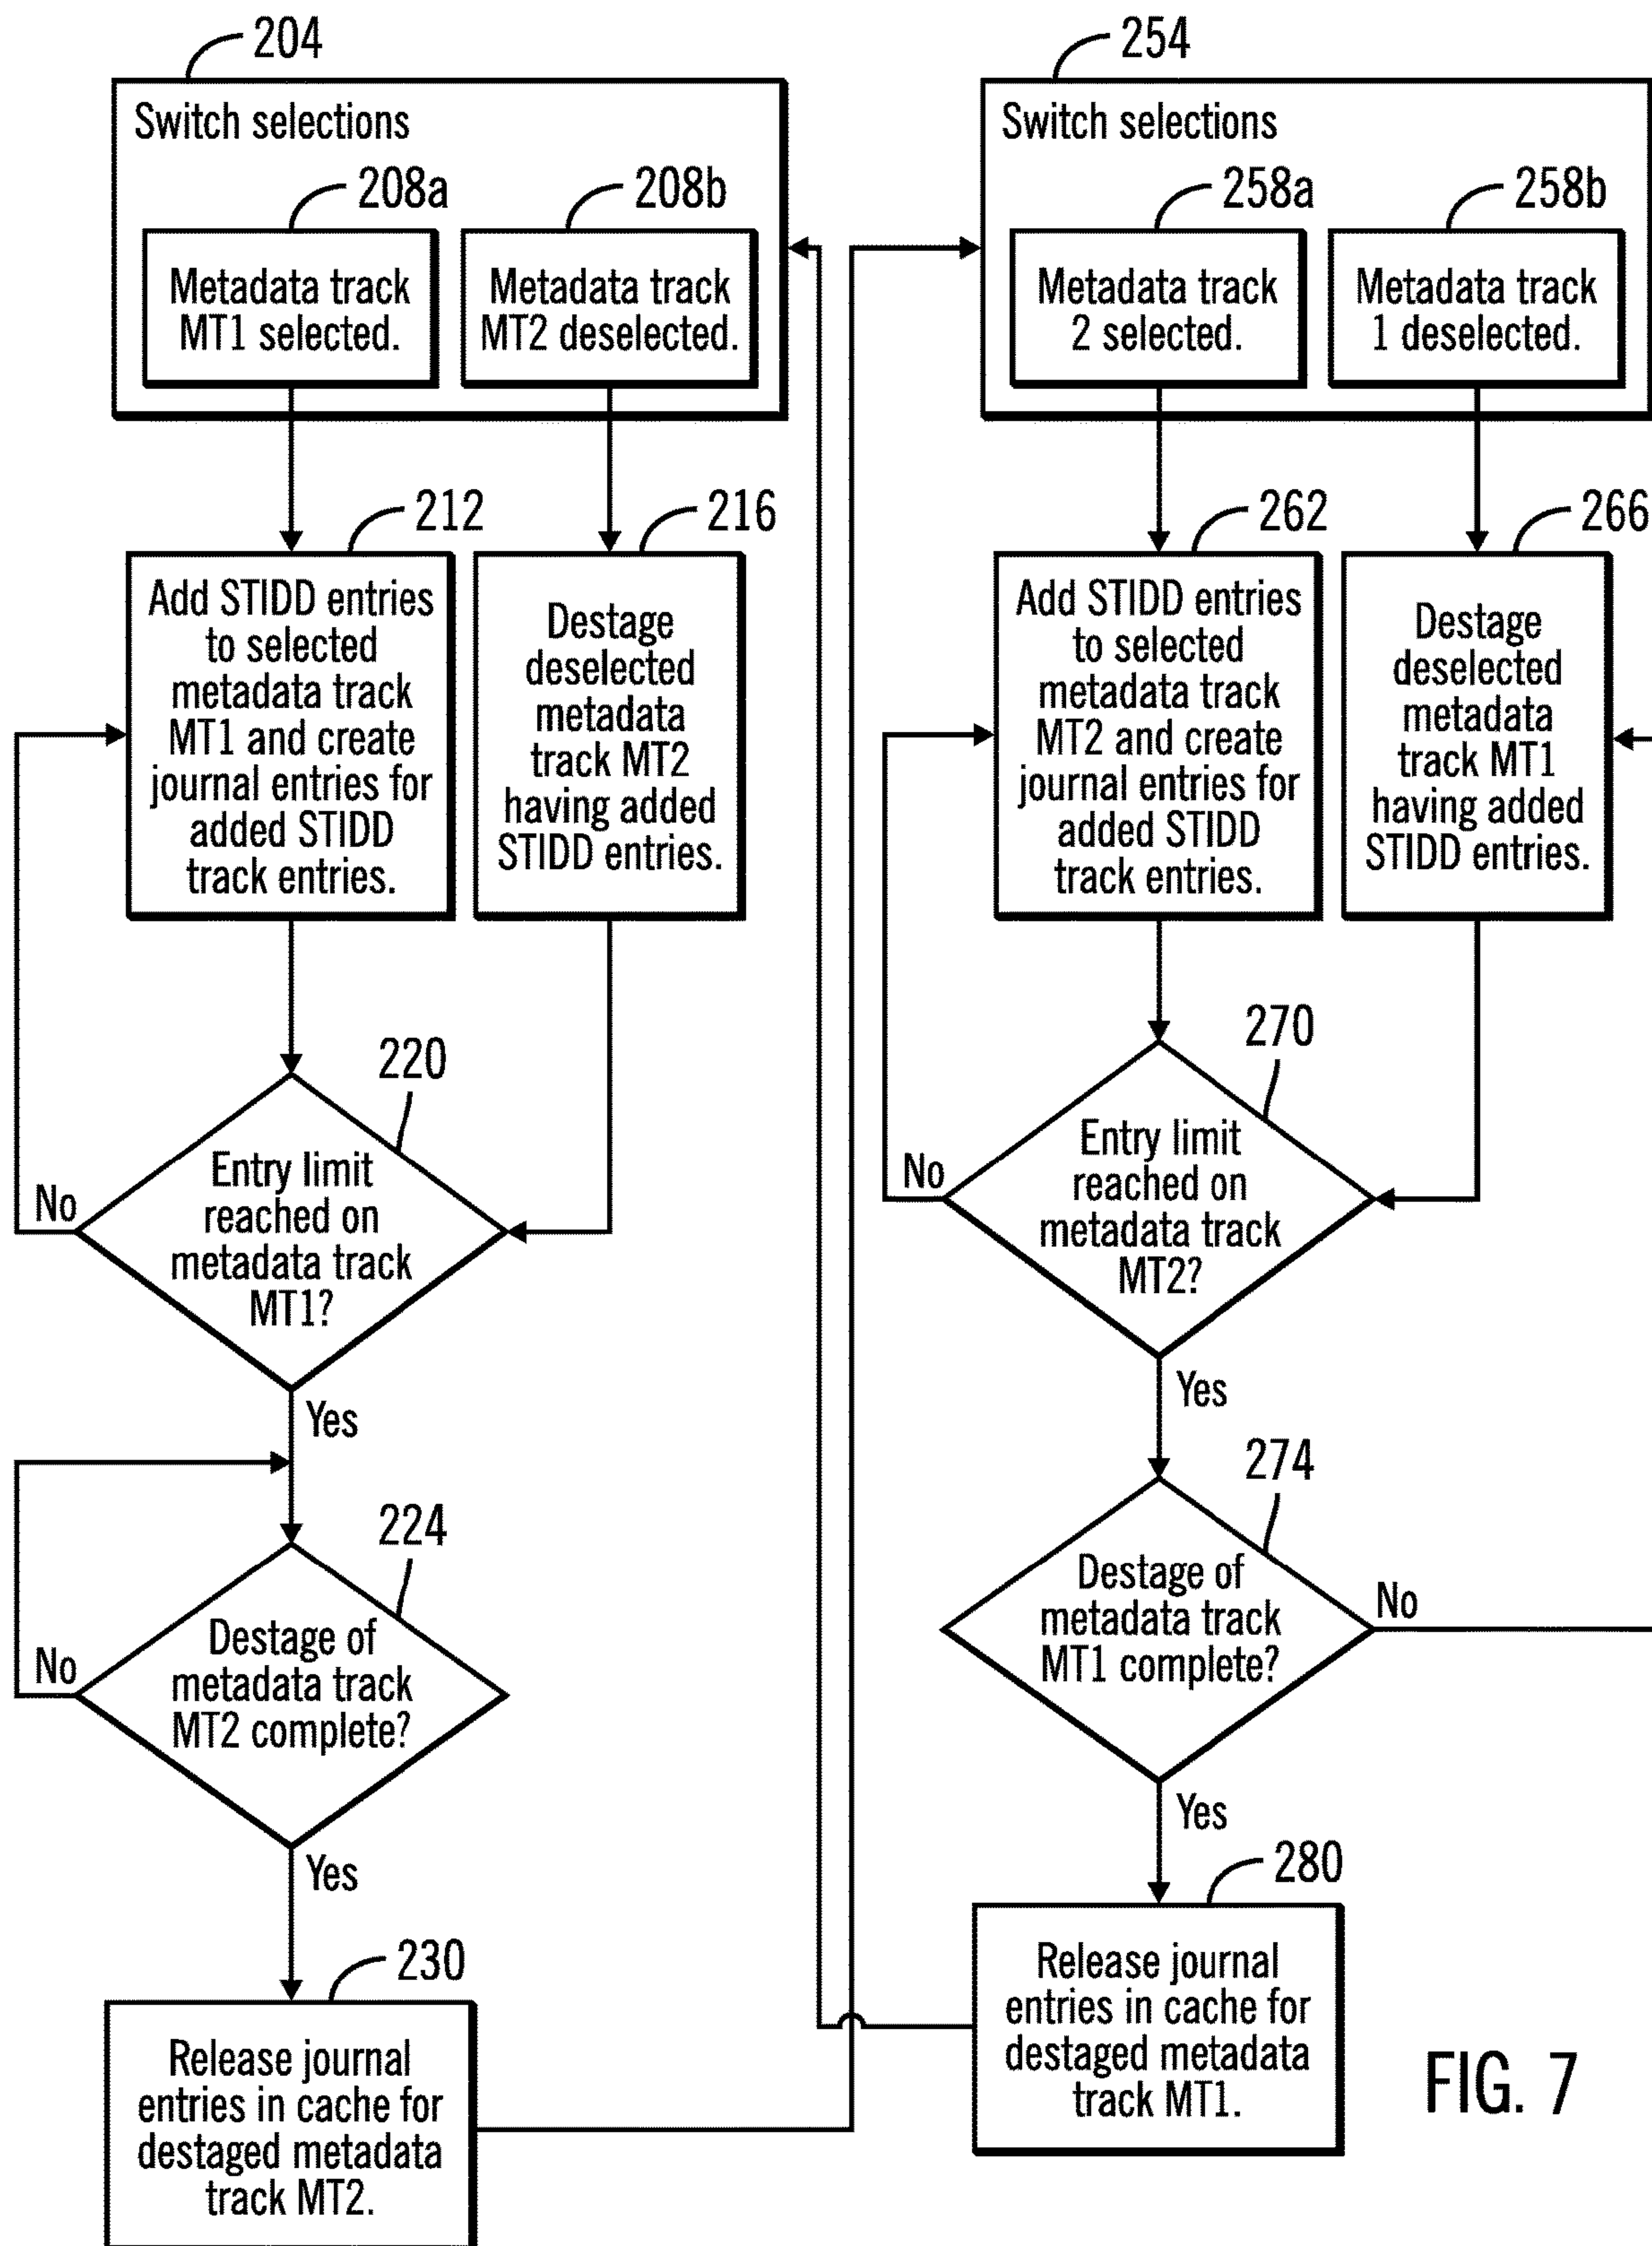 204
Switch selections
208a
208b
Metadata track
MT1 selected.
Metadata track
MT2 deselected.
212
Add STIDD entries
to selected
metadata track
MT1 and create
journal entries for
added STIDD
track entries.
216
Destage
deselected
metadata
track MT2
having added
STIDD entries.
220
Entry limit
reached on
metadata track
MT1?
No
Yes
224
Destage of
metadata track
MT2 complete?
No
Yes
230
Release journal
entries in cache for
destaged metadata
track MT2.
254
Switch selections
258a
258b
Metadata track
2 selected.
Metadata track
1 deselected.
262
Add STIDD entries
to selected
metadata track
MT2 and create
journal entries for
added STIDD
track entries.
266
Destage
deselected
metadata
track MT1
having added
STIDD entries.
270
Entry limit
reached on
metadata track
MT2?
No
Yes
274
Destage of
metadata track
MT1 complete?
No
Yes
280
Release journal
entries in cache for
destaged metadata
track MT1.
FIG. 7